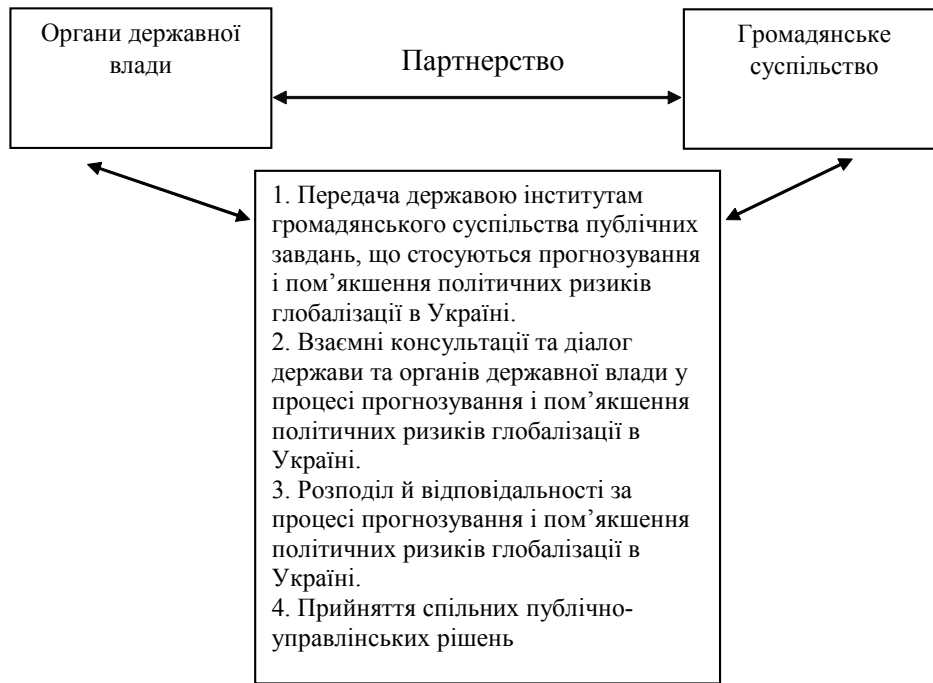 Органи державної
влади
Партнерство
Громадянське
суспільство
1. Передача державою інститутам
громадянського суспільства публічних
завдань, що стосуються прогнозування
і пом’якшення політичних ризиків
глобалізації в Україні.
2. Взаємні консультації та діалог
держави та органів державної влади у
процесі прогнозування і пом’якшення
політичних ризиків глобалізації в
Україні.
3. Розподіл й відповідальності за
процесі прогнозування і пом’якшення
політичних ризиків глобалізації в
Україні.
4. Прийняття спільних публічно-
управлінських рішень